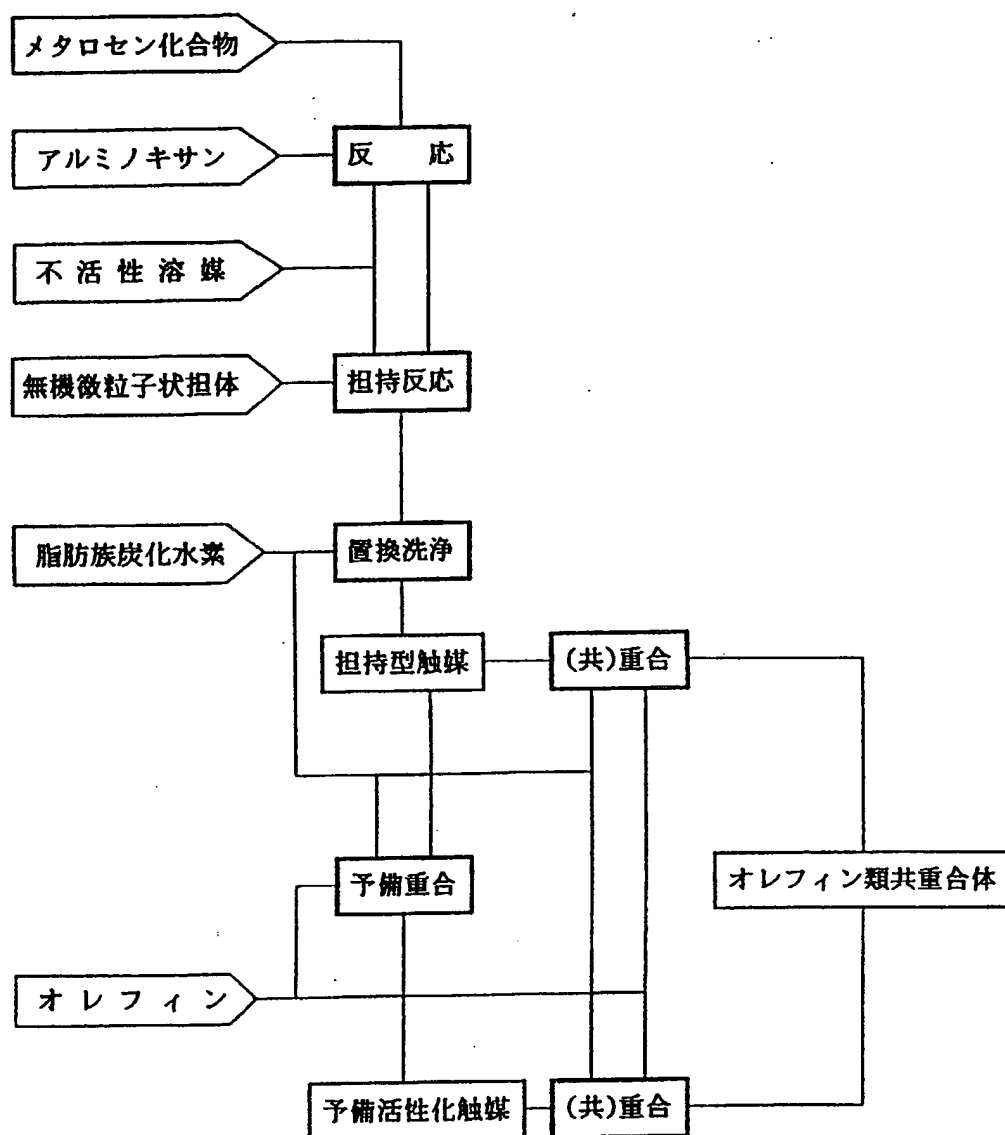 メタロセン化合物
アルミノキサン
反 応
不 活 性 溶 媒
無機微粒子状担体
担持反応
脂肪族炭化水素
置換洗浄
担持型触媒
(共)重合
予備重合
オレフィン類共重合体
オ レ フ ィ ン
予備活性化触媒
(共)重合